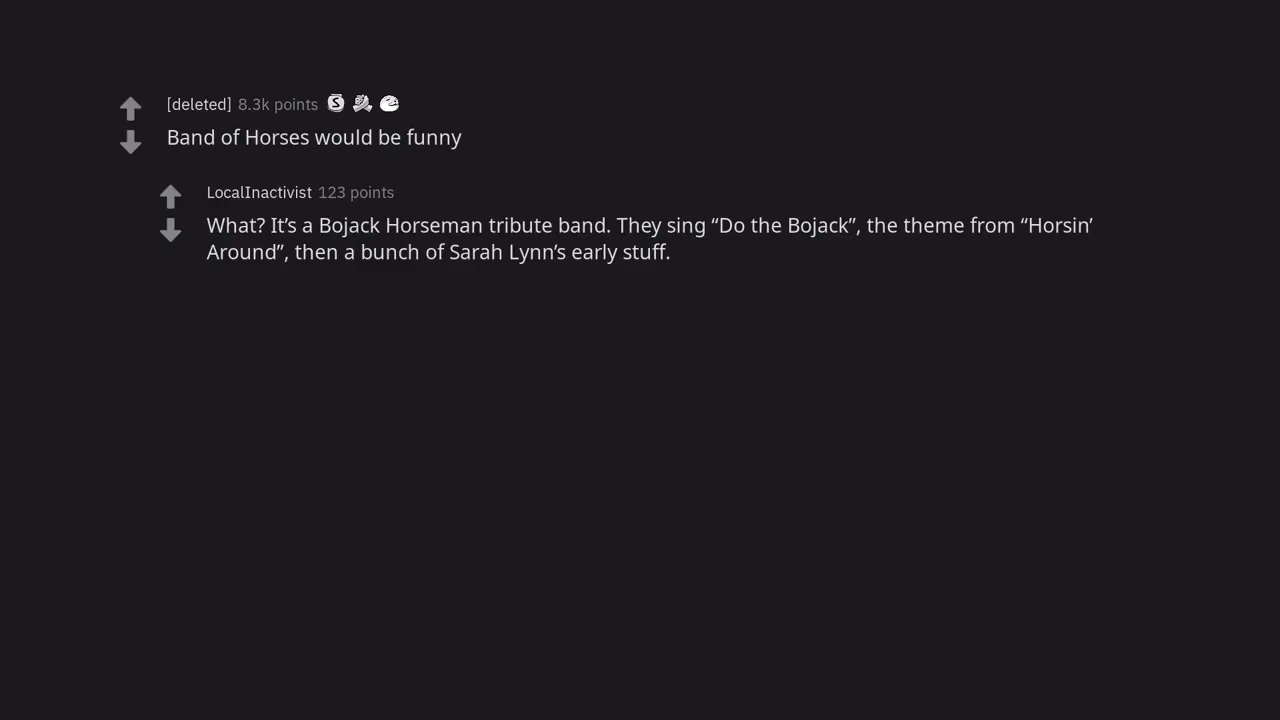 [deleted] 8.3k points
Band of Horses would be funny
LocalInactivist 123 points
What? It’s a Bojack Horseman tribute band. They sing “Do the Bojack”, the theme from “Horsin’
Around”, then a bunch of Sarah Lynn’s early stuff.